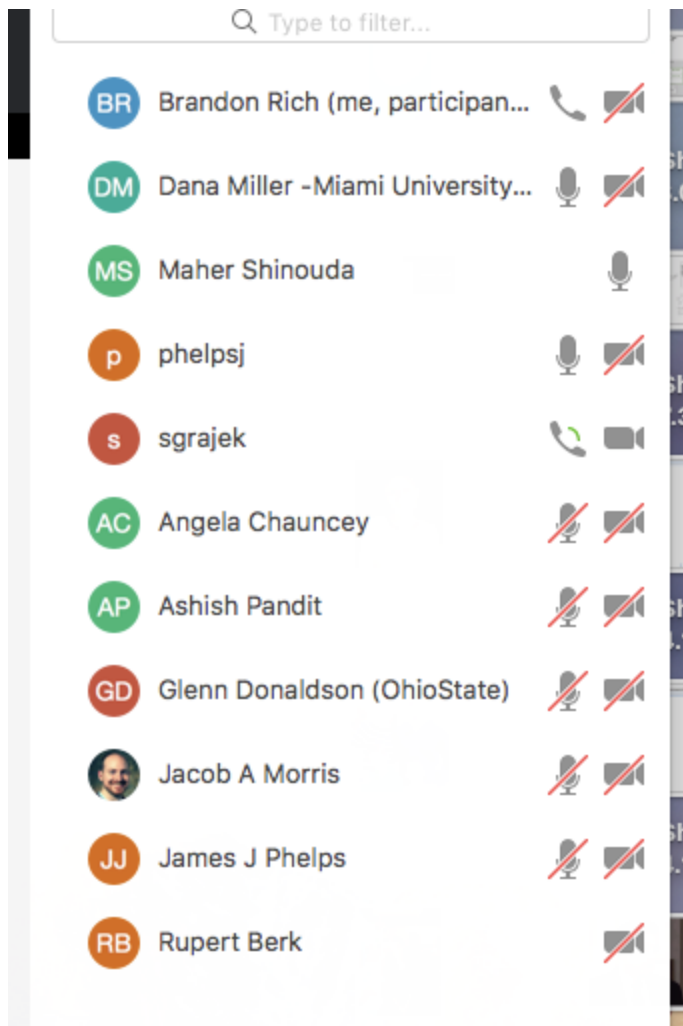 Type to filter...
BR Brandon Rich (me, participan...
DM Dana Miller -Miami University...
MS Maher Shinouda
p phelpsj
s sgrajek
AC Angela Chauncey
AP Ashish Pandit
GD Glenn Donaldson (OhioState)
Jacob A Morris
JJ James J Phelps
RB Rupert Berk